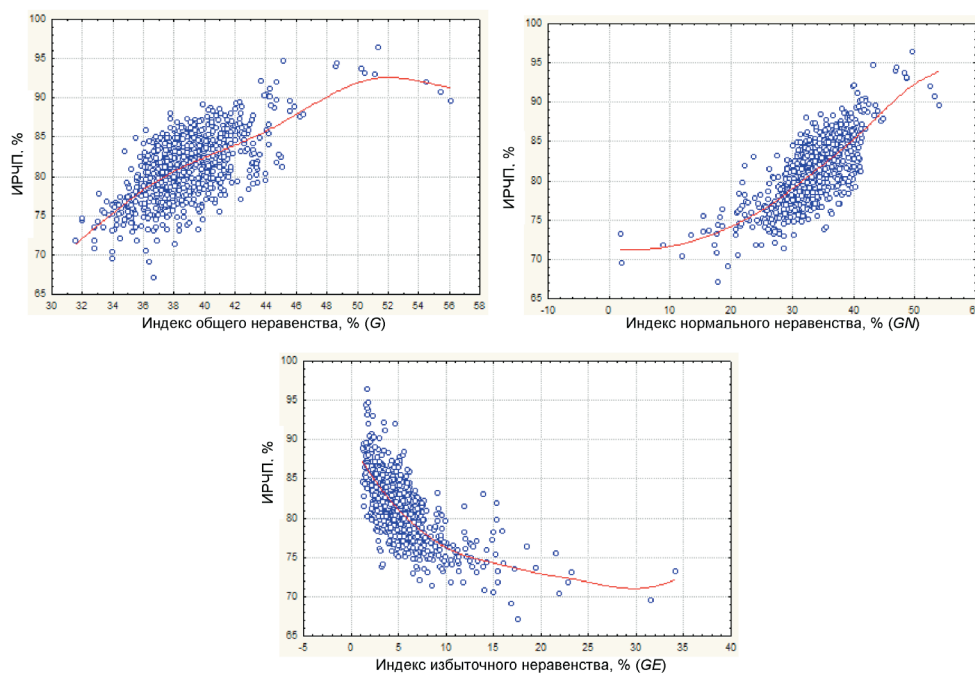 100
95
90
85
80
75
70
65
ИРЧП. %
30 32 34 36 38 40 42 44 46 48 50 52 54 56 58
Индекс общего неравенства, % (G)
100
95
90
85
80
75
70
65
ИРЧП. %
-10 0 10 20 30 40 50 60
Индекс нормального неравенства, % (GN)
100
95
90
85
80
75
70
65
ИРЧП. %
-5 0 5 10 15 20 25 30 35 40
Индекс избыточного неравенства, % (GE)